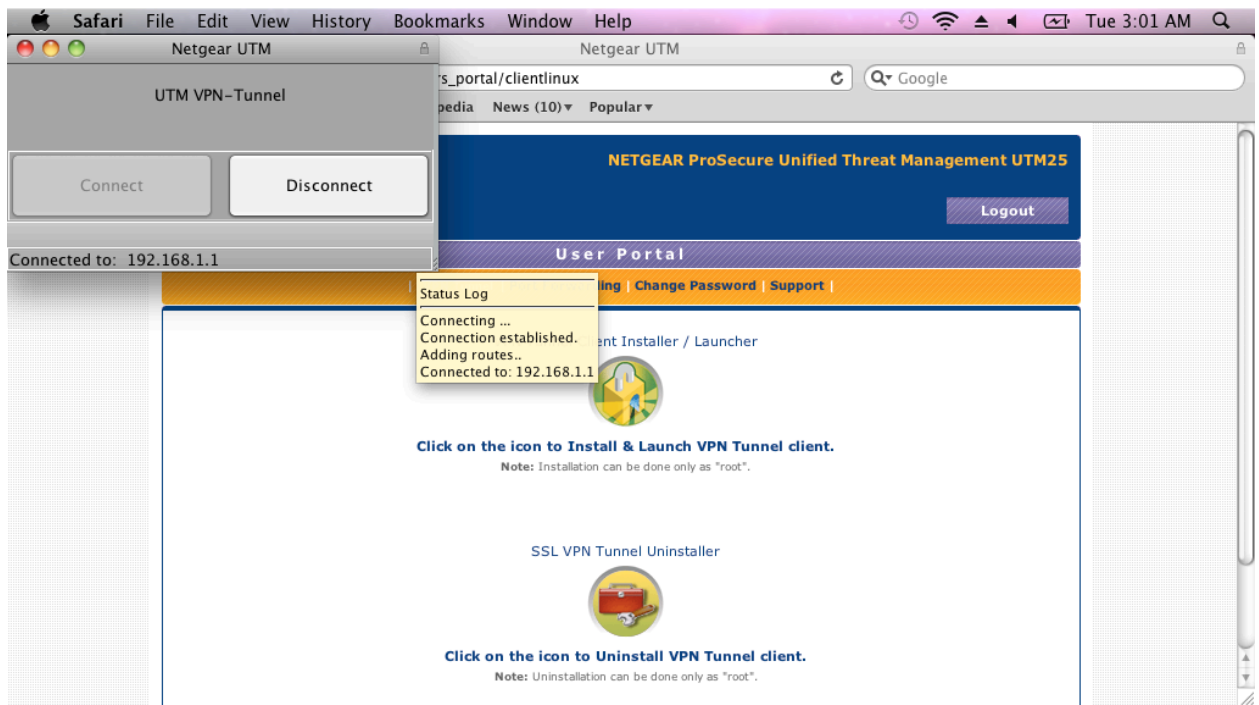 Safari File Edit View History Bookmarks Window Help Tue 3:01 AM
Netgear UTM
Netgear UTM
UTM VPN-Tunnel
rs_portal/clientlinux
Google
pedia News (10) Popular
Connect
Disconnect
Connected to: 192.168.1.1
NETGEAR ProSecure Unified Threat Management UTM25
Logout
User Portal
| ing | Change Password | Support |
Status Log
Connecting ...
Connection established.
Adding routes..
Connected to: 192.168.1.1
ent Installer / Launcher
Click on the icon to Install & Launch VPN Tunnel client.
Note: Installation can be done only as "root".
SSL VPN Tunnel Uninstaller
Click on the icon to Uninstall VPN Tunnel client.
Note: Uninstallation can be done only as "root".